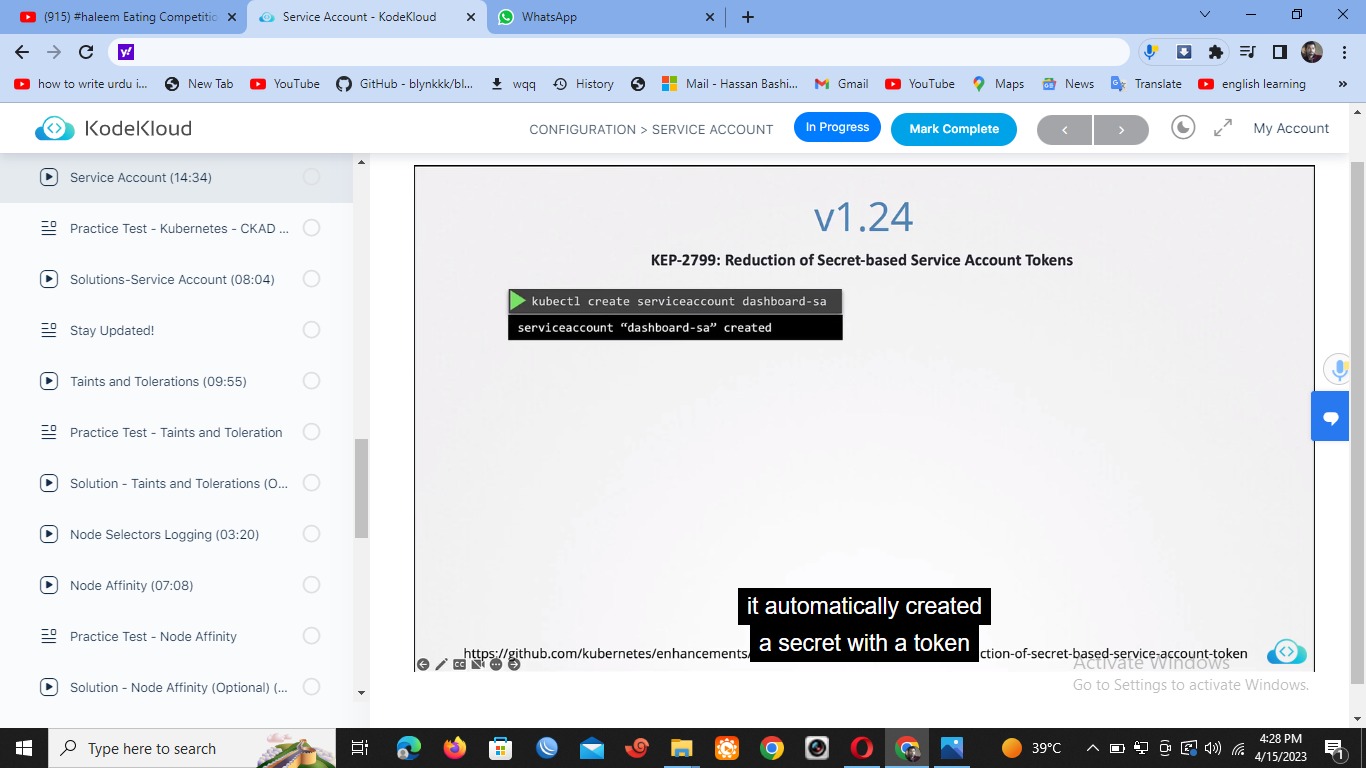 (915) #haleem Eating Competitio
Service Account - KodeKloud
WhatsApp
y!
how to write urdu i...
New Tab
YouTube
GitHub - blynkkk/bl...
wqq
History
Mail - Hassan Bashi...
Gmail
YouTube
Maps
News
Translate
english learning
»
KodeKloud
CONFIGURATION > SERVICE ACCOUNT
In Progress
Mark Complete
<
>
My Account
Service Account (14:34)
Practice Test - Kubernetes - CKAD ...
Solutions-Service Account (08:04)
Stay Updated!
Taints and Tolerations (09:55)
Practice Test - Taints and Toleration
Solution - Taints and Tolerations (O...
Node Selectors Logging (03:20)
Node Affinity (07:08)
Practice Test - Node Affinity
Solution - Node Affinity (Optional) (...
v1.24
KEP-2799: Reduction of Secret-based Service Account Tokens
kubectl create serviceaccount dashboard-sa
serviceaccount “dashboard-sa” created
it automatically created
a secret with a token
https://github.com/kubernetes/enhancements/
ction-of-secret-based-service-account-token
CC
Activate Windows
Go to Settings to activate Windows.
Type here to search
39°C
4:28 PM
4/15/2023
1